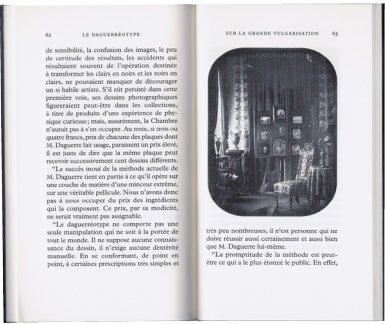 62 LE DAGUERRÉOTYPE
de sensibilité, la confusion des images, le peu
de certitude des résultats, les accidents qui
résultaient souvent de l'opération destinée
à transformer les clairs en noirs et les noirs en
clairs, ne pouvaient manquer de décourager
un si habile artiste. S'il eût persisté dans cette
première voie, ses dessins photographiques
figureraient peut-être dans les collections,
à titre de produits d'une expérience de phy-
sique curieuse; mais, assurément, la Chambre
n'aurait pas à s'en occuper. Au reste, si trois ou
quatre francs, prix de chacune des plaques dont
M. Daguerre fait usage, paraissent un prix élevé,
il est juste de dire que la même plaque peut
recevoir successivement cent dessins différents.
“Le succès inouï de la méthode actuelle de
M. Daguerre tient en partie à ce qu'il opère sur
une couche de matière d'une minceur extrême,
sur une véritable pellicule. Nous n'avons donc
pas à nous occuper du prix des ingrédients
qui la composent. Ce prix, par sa modicité,
ne serait vraiment pas assignable.
“Le daguerréotype ne comporte pas une
seule manipulation qui ne soit à la portée de
tout le monde. Il ne suppose aucune connais-
sance du dessin, il n'exige aucune dextérité
manuelle. En se conformant, de point en
point, à certaines prescriptions très simples et
SUR LA GRANDE VULGARISATION 63
très peu nombreuses, il n'est personne qui ne
doive réussir aussi certainement et aussi bien
que M. Daguerre lui-même.
“La promptitude de la méthode est peut-
être ce qui a le plus étonné le public. En effet,